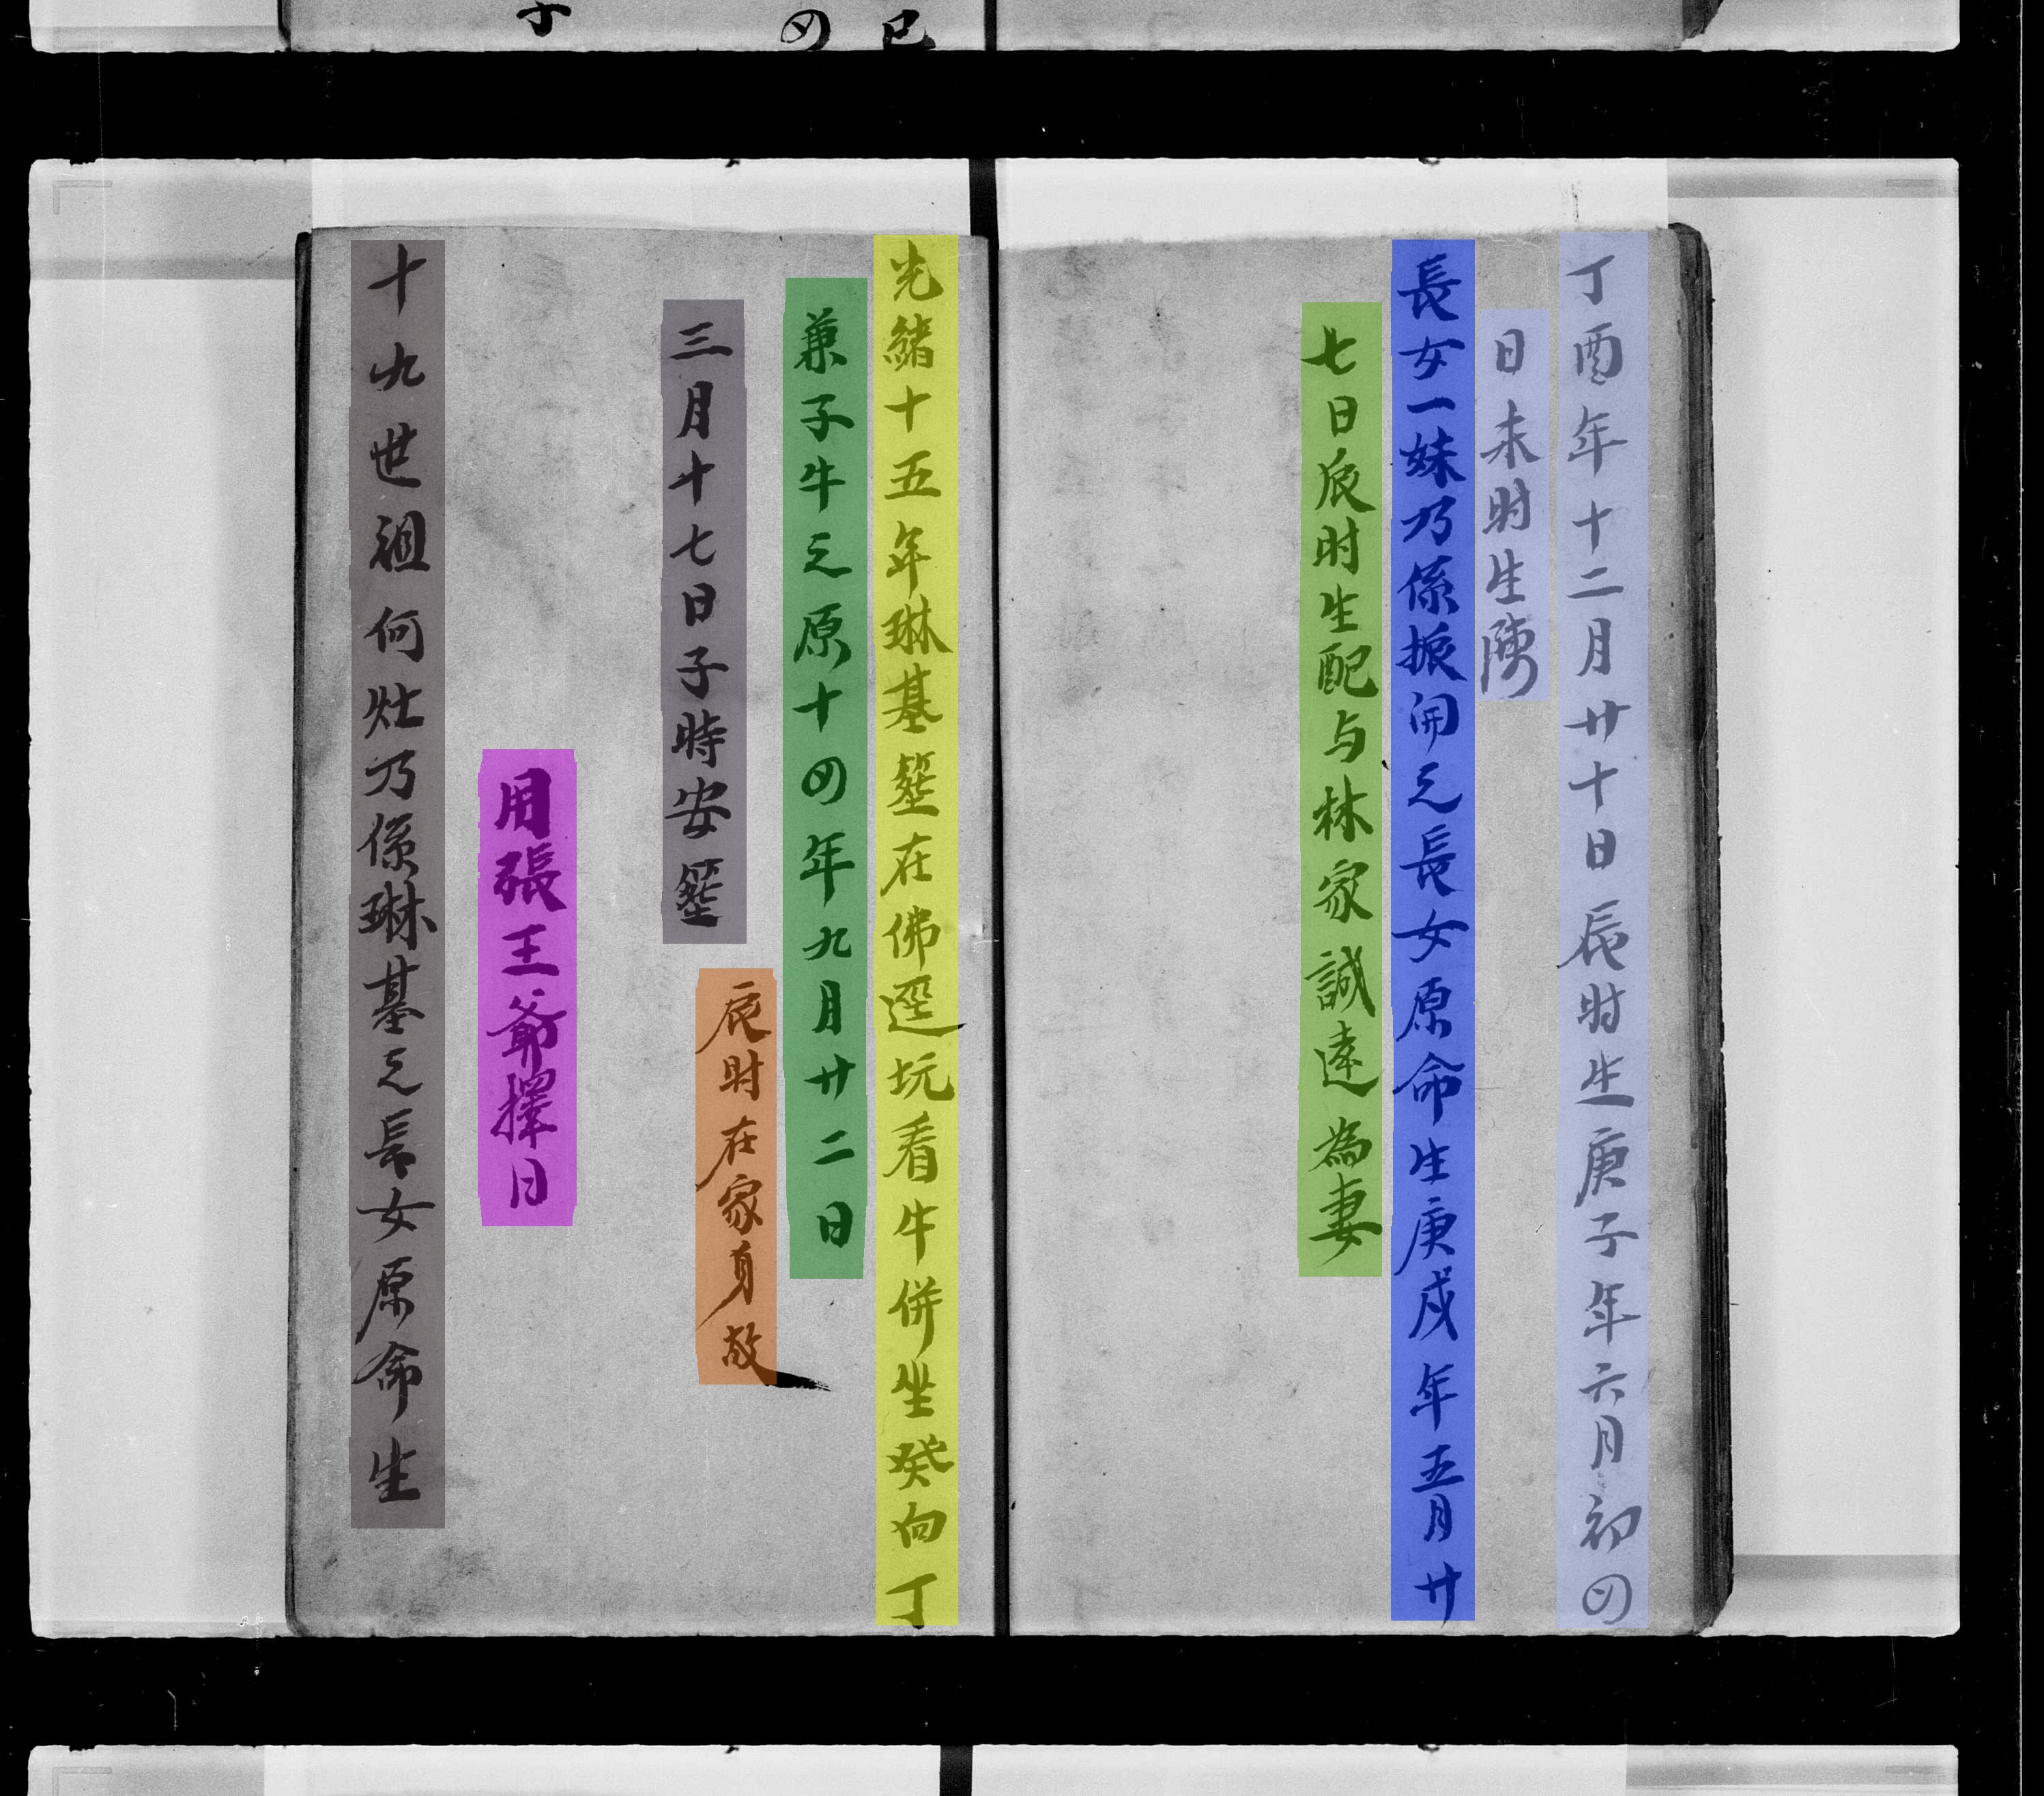 丁酉年十二月廿十日辰时生庚子年六月初四
日未时生
長女一妹乃係振開之長女原命生庚戍年五月廿
七日辰时生配与林家誠遠為妻
光緒十五年琳基塟在佛逕坑看牛併坐癸向丁
兼子牛之原十四年九月廿二日
辰时在家身故
三月十七日子時安塟
用張王爺擇日
十九世祖何灶乃係琳基之長女原命生